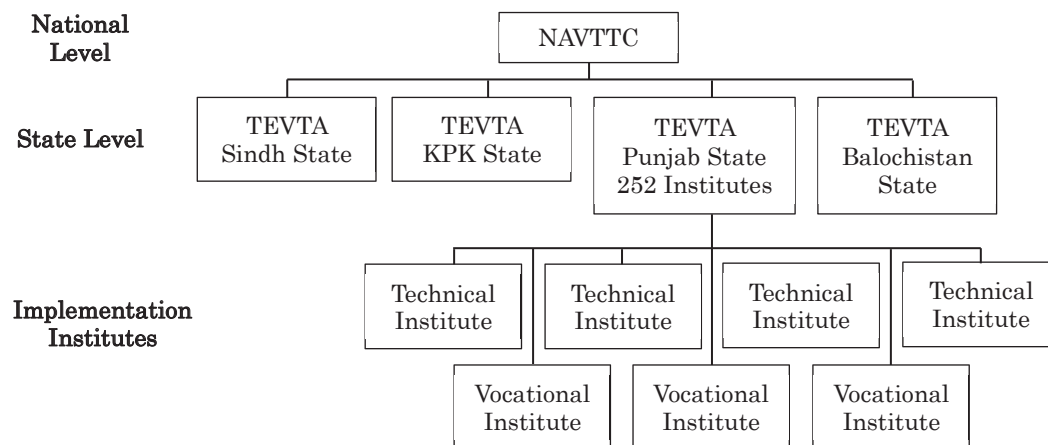 National
Level
NAVTTC
State Level
TEVTA
Sindh State
TEVTA
KPK State
TEVTA
Punjab State
252 Institutes
TEVTA
Balochistan
State
Implementation
Institutes
Technical
Institute
Technical
Institute
Technical
Institute
Technical
Institute
Vocational
Institute
Vocational
Institute
Vocational
Institute